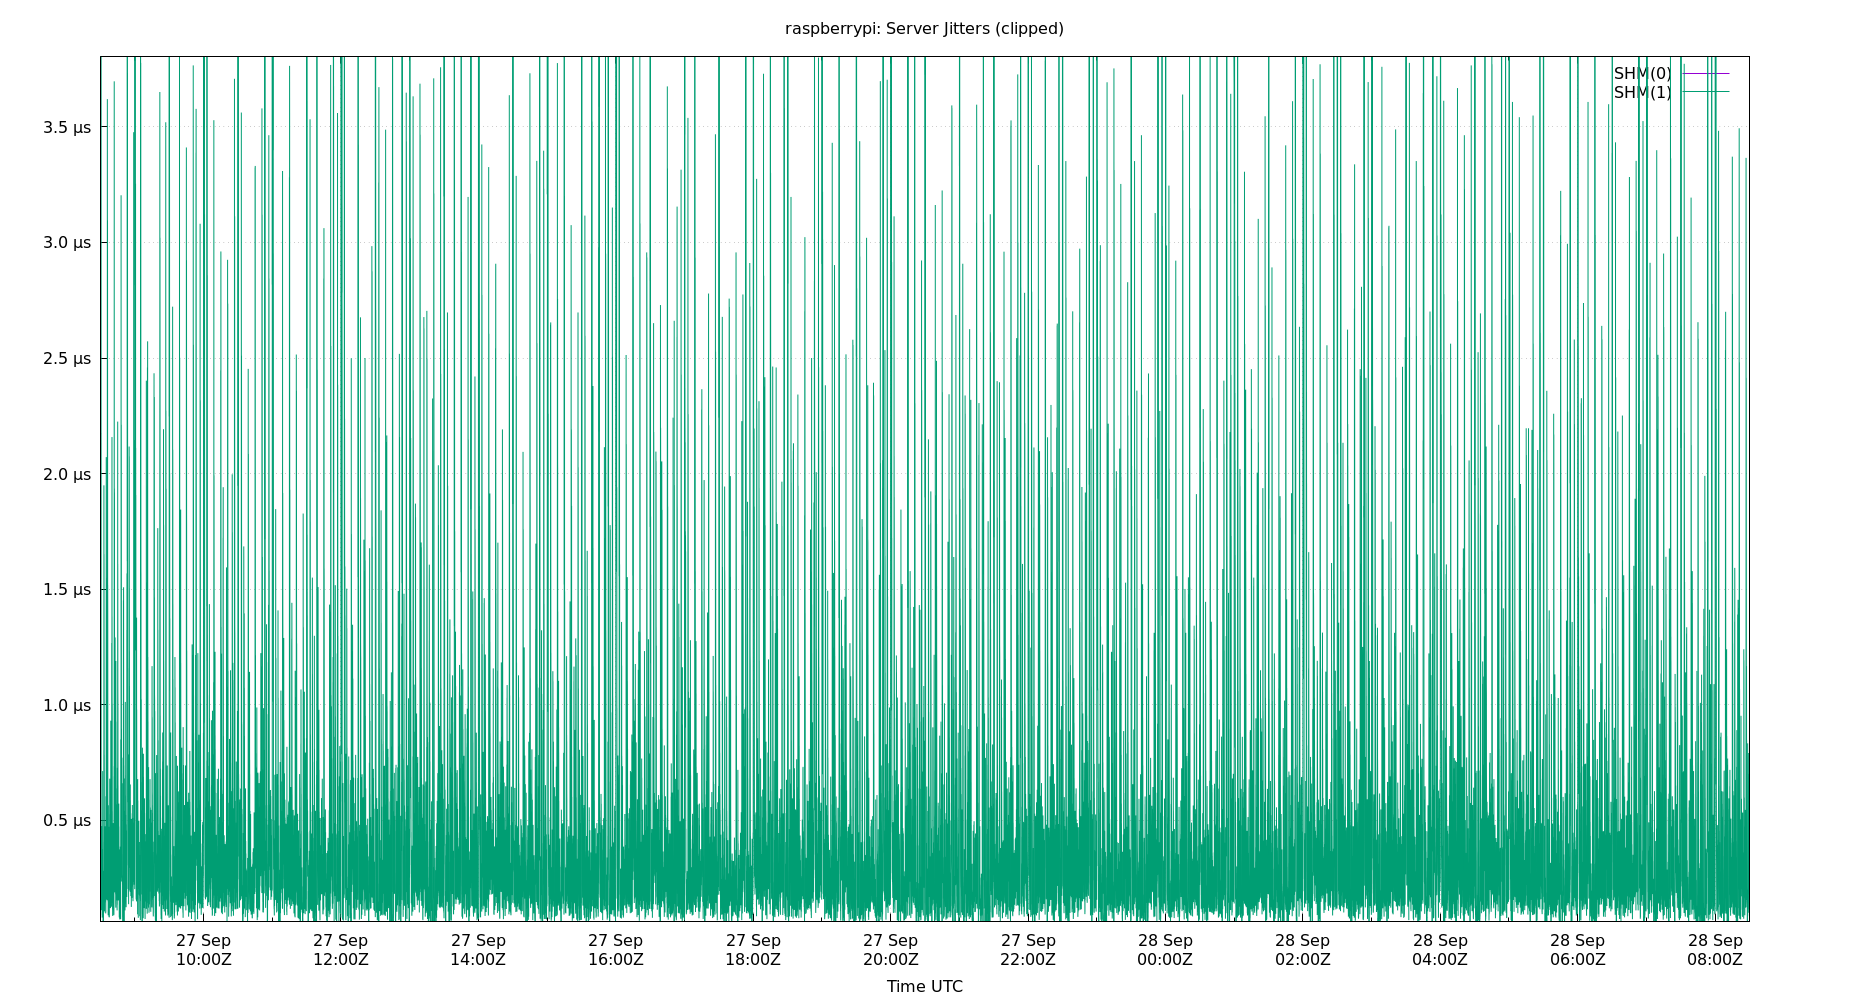 raspberrypi: Server Jitters (clipped)
SHM(0)
SHM(1)
3.5 µs
3.0 µs
2.5 µs
2.0 µs
1.5 µs
1.0 µs
0.5 µs
27 Sep 27 Sep 27 Sep 27 Sep 27 Sep 27 Sep 27 Sep 28 Sep 28 Sep 28 Sep 28 Sep 28 Sep
10:00Z 12:00Z 14:00Z 16:00Z 18:00Z 20:00Z 22:00Z 00:00Z 02:00Z 04:00Z 06:00Z 08:00Z
Time UTC